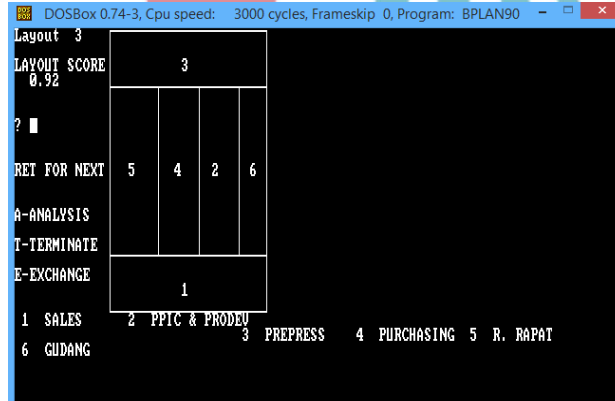 DOSBox 0.74-3, Cpu speed: 3000 cycles, Frameskip 0, Program: BPLAN90
Layout 3
LAYOUT SCORE
0.92
3
?
RET FOR NEXT
5 4 2 6
A-ANALYSIS
T-TERMINATE
E-EXCHANGE
1
1 SALES 2 PPIC & PRODEV
3 PREPRESS 4 PURCHASING 5 R. RAPAT
6 GUDANG